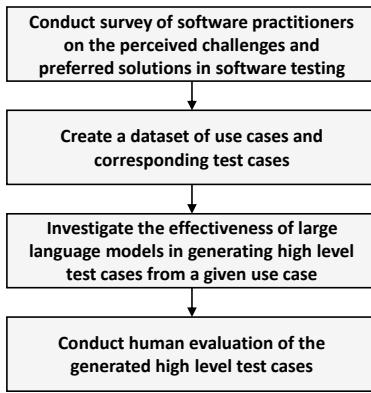 Conduct survey of software practitioners
on the perceived challenges and
preferred solutions in software testing
Create a dataset of use cases and
corresponding test cases
Investigate the effectiveness of large
language models in generating high level
test cases from a given use case
Conduct human evaluation of the
generated high level test cases